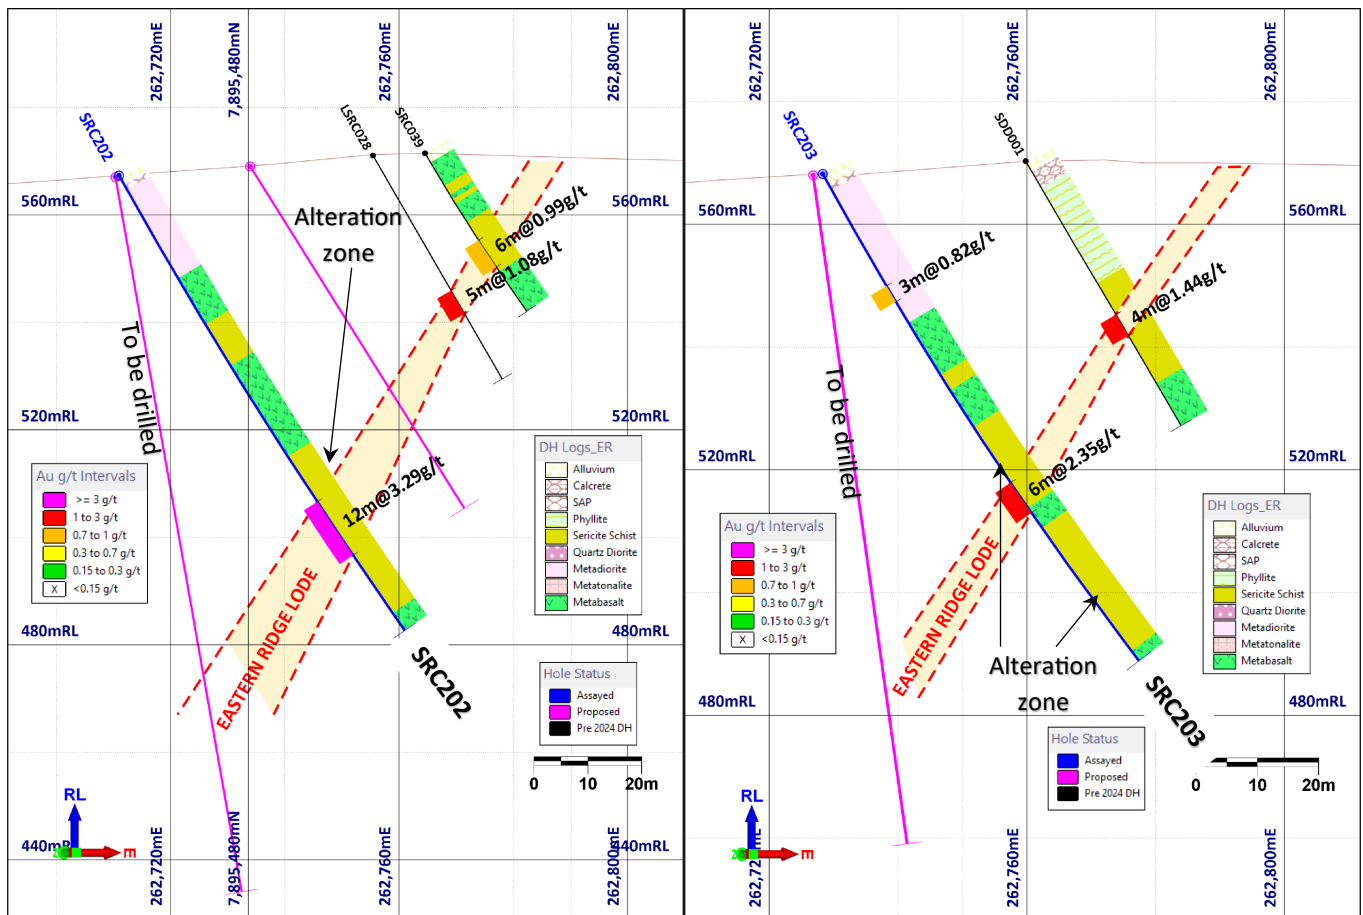 262,720mE
7,895,480mN
262,760mE
262,800mE
SRC202
LSRC028
SRC039
560mRL
560mRL
Alteration
zone
6m@0.99g/t
5m@1.08g/t
To be drilled
520mRL
520mRL
12m@3.29g/t
Au g/t Intervals
>= 3 g/t
1 to 3 g/t
0.7 to 1 g/t
0.3 to 0.7 g/t
0.15 to 0.3 g/t
X <0.15 g/t
DH Logs_ER
Alluvium
Calcrete
SAP
Phyllite
Sericite Schist
Quartz Diorite
Metadiorite
Metatonalite
Metabasalt
EASTERN RIDGE LODE
480mRL
480mRL
SRC202
Hole Status
Assayed
Proposed
Pre 2024 DH
0 10 20m
RL
E
440mRL
440mRL
262,720mE
7,895,480mN
262,760mE
262,800mE
262,720mE
262,760mE
262,800mE
SRC203
SDD001
560mRL
560mRL
3m@0.82g/t
4m@1.44g/t
To be drilled
520mRL
520mRL
6m@2.35g/t
Au g/t Intervals
>= 3 g/t
1 to 3 g/t
0.7 to 1 g/t
0.3 to 0.7 g/t
0.15 to 0.3 g/t
X <0.15 g/t
DH Logs_ER
Alluvium
Calcrete
SAP
Phyllite
Sericite Schist
Quartz Diorite
Metadiorite
Metatonalite
Metabasalt
EASTERN RIDGE LODE
Alteration
zone
SRC203
480mRL
480mRL
Hole Status
Assayed
Proposed
Pre 2024 DH
0 10 20m
RL
E
262,720mE
262,760mE
262,800mE